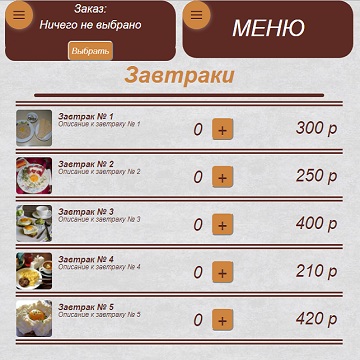 Заказ:
Ничего не выбрано
Выбрать
МЕНЮ
Завтраки
Завтрак № 1
Описание к завтраку № 1
0 + 300 р
Завтрак № 2
Описание к завтраку № 2
0 + 250 р
Завтрак № 3
Описание к завтраку № 3
0 + 400 р
Завтрак № 4
Описание к завтраку № 4
0 + 210 р
Завтрак № 5
Описание к завтраку № 5
0 + 420 р